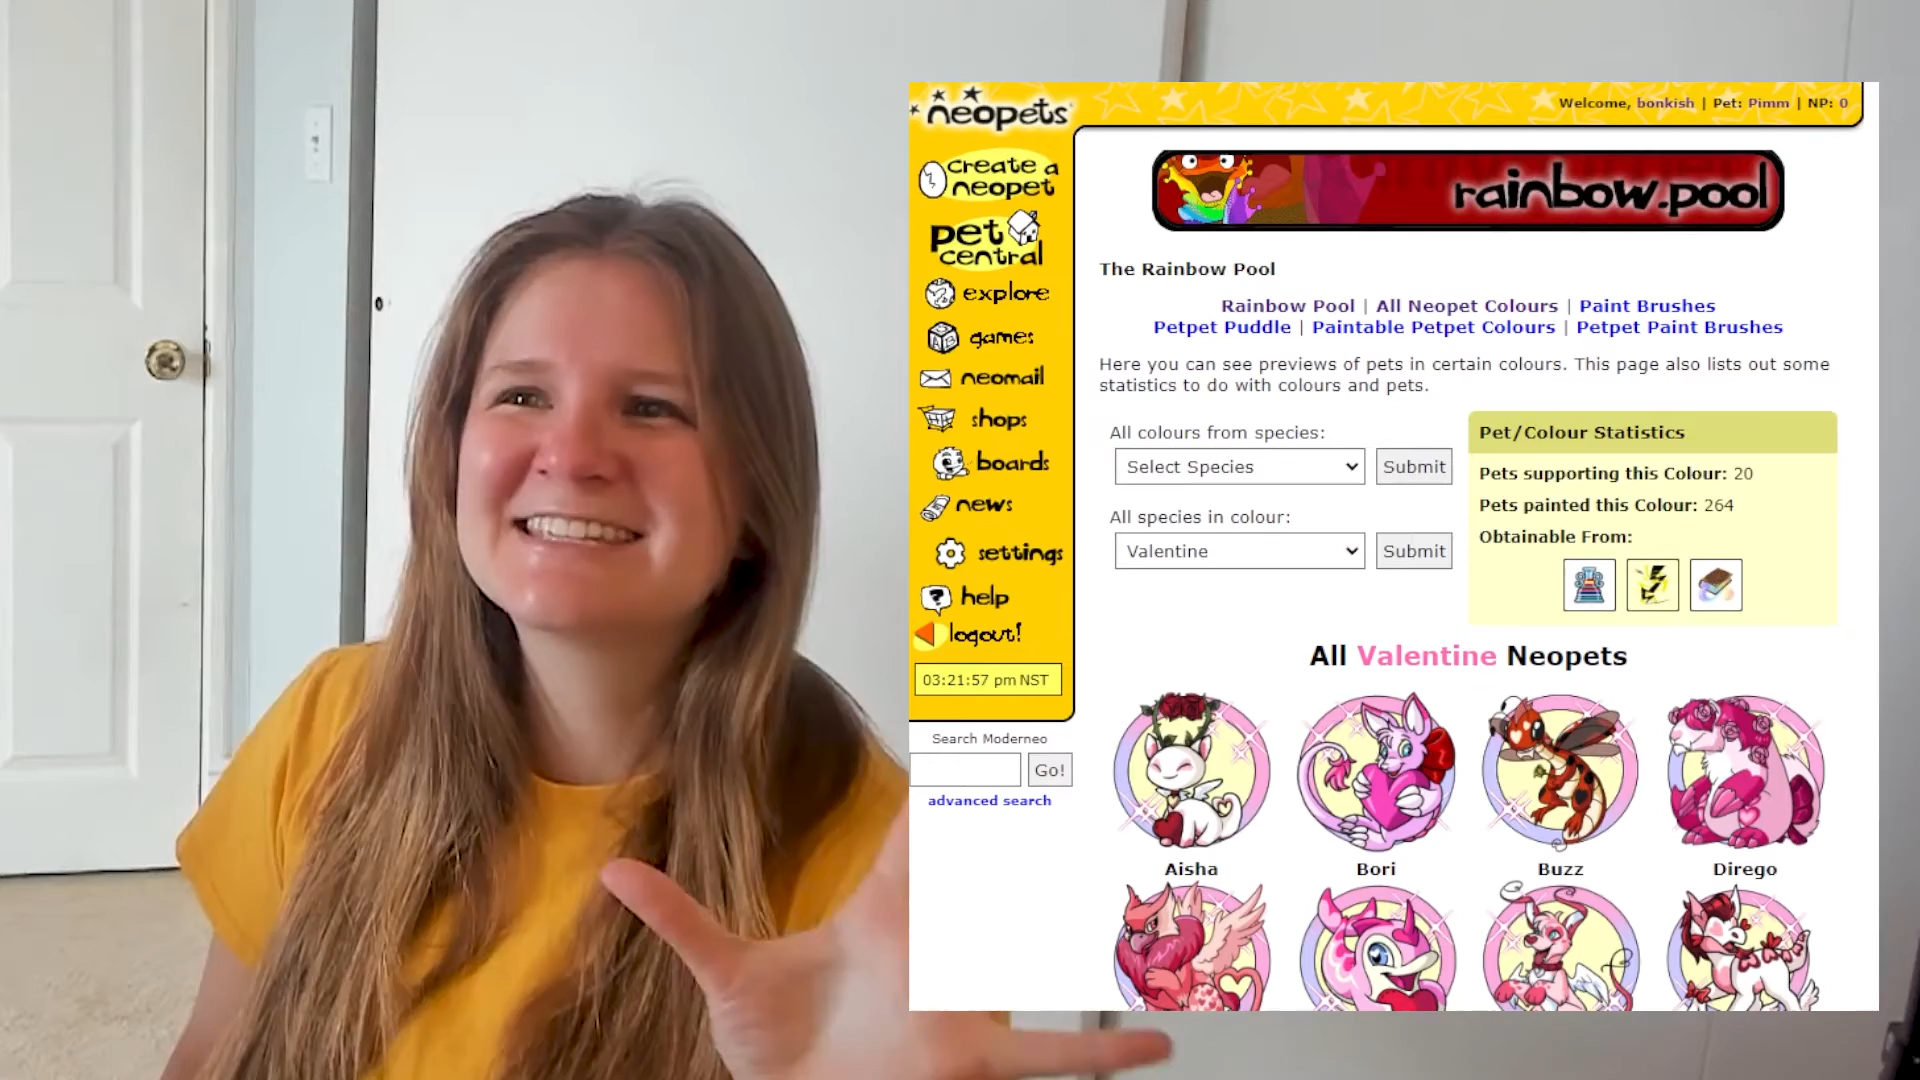 neopets
Welcome, bonkish | Pet: Pimm | NP: 0
create a
neopet
pet
central
explore
games
neomail
shops
boards
news
settings
help
logout!
03:21:57 pm NST
Search Moderneo
Go!
advanced search
rainbow.pool
The Rainbow Pool
Rainbow Pool | All Neopet Colours | Paint Brushes
Petpet Puddle | Paintable Petpet Colours | Petpet Paint Brushes
Here you can see previews of pets in certain colours. This page also lists out some
statistics to do with colours and pets.
All colours from species:
Select Species Submit
All species in colour:
Valentine Submit
Pet/Colour Statistics
Pets supporting this Colour: 20
Pets painted this Colour: 264
Obtainable From:
All Valentine Neopets
Aisha Bori Buzz Dirego